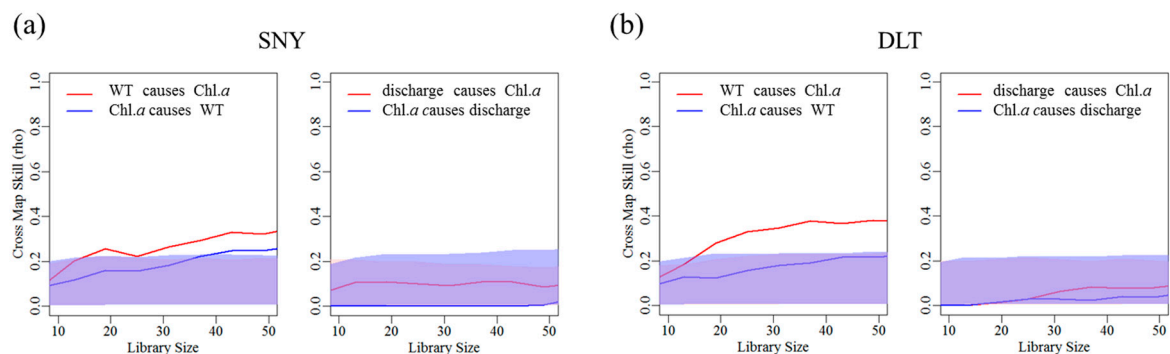 (a)
SNY
Cross Map Skill (rho)
0.0 0.2 0.4 0.6 0.8 1.0
WT causes Chl.a
Chl.a causes WT
10 20 30 40 50
Library Size
0.0 0.2 0.4 0.6 0.8 1.0
discharge causes Chl.a
Chl.a causes discharge
10 20 30 40 50
Library Size
(b)
DLT
Cross Map Skill (rho)
0.0 0.2 0.4 0.6 0.8 1.0
WT causes Chl.a
Chl.a causes WT
10 20 30 40 50
Library Size
0.0 0.2 0.4 0.6 0.8 1.0
discharge causes Chl.a
Chl.a causes discharge
10 20 30 40 50
Library Size